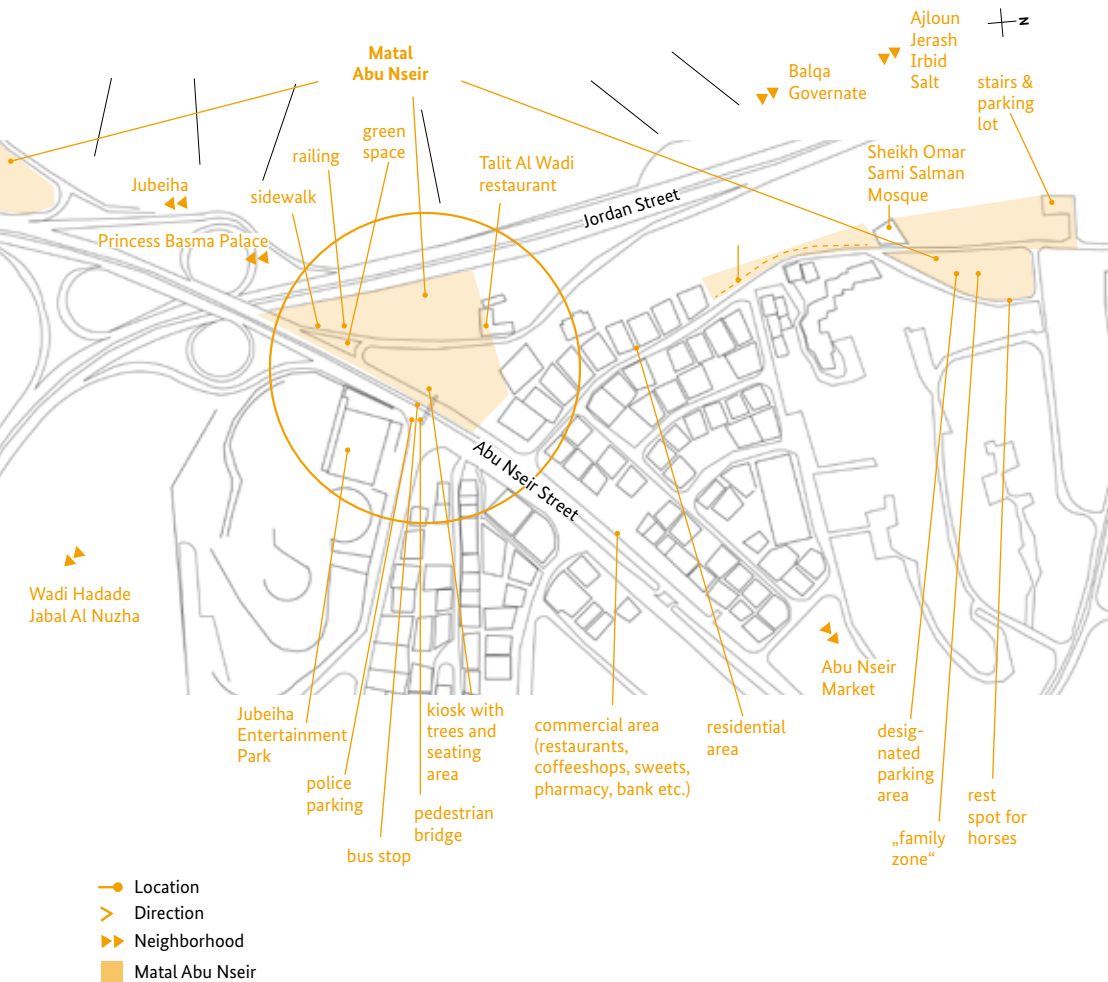 Ajloun
Jerash
Irbid
Salt
N
Matal
Abu Nseir
Balqa
Governate
stairs &
parking
lot
green
space
railing
Sheikh Omar
Sami Salman
Mosque
Talit Al Wadi
restaurant
Jubeiha
sidewalk
Jordan Street
Princess Basma Palace
Abu Nseir Street
Wadi Hadade
Jabal Al Nuzha
Abu Nseir
Market
Jubeiha
Entertainment
Park
kiosk with
trees and
seating
area
commercial area
(restaurants,
coffeeshops, sweets,
pharmacy, bank etc.)
residential
area
desig-
nated
parking
area
police
parking
rest
spot for
horses
pedestrian
bridge
„family
zone“
bus stop
Location
Direction
Neighborhood
Matal Abu Nseir